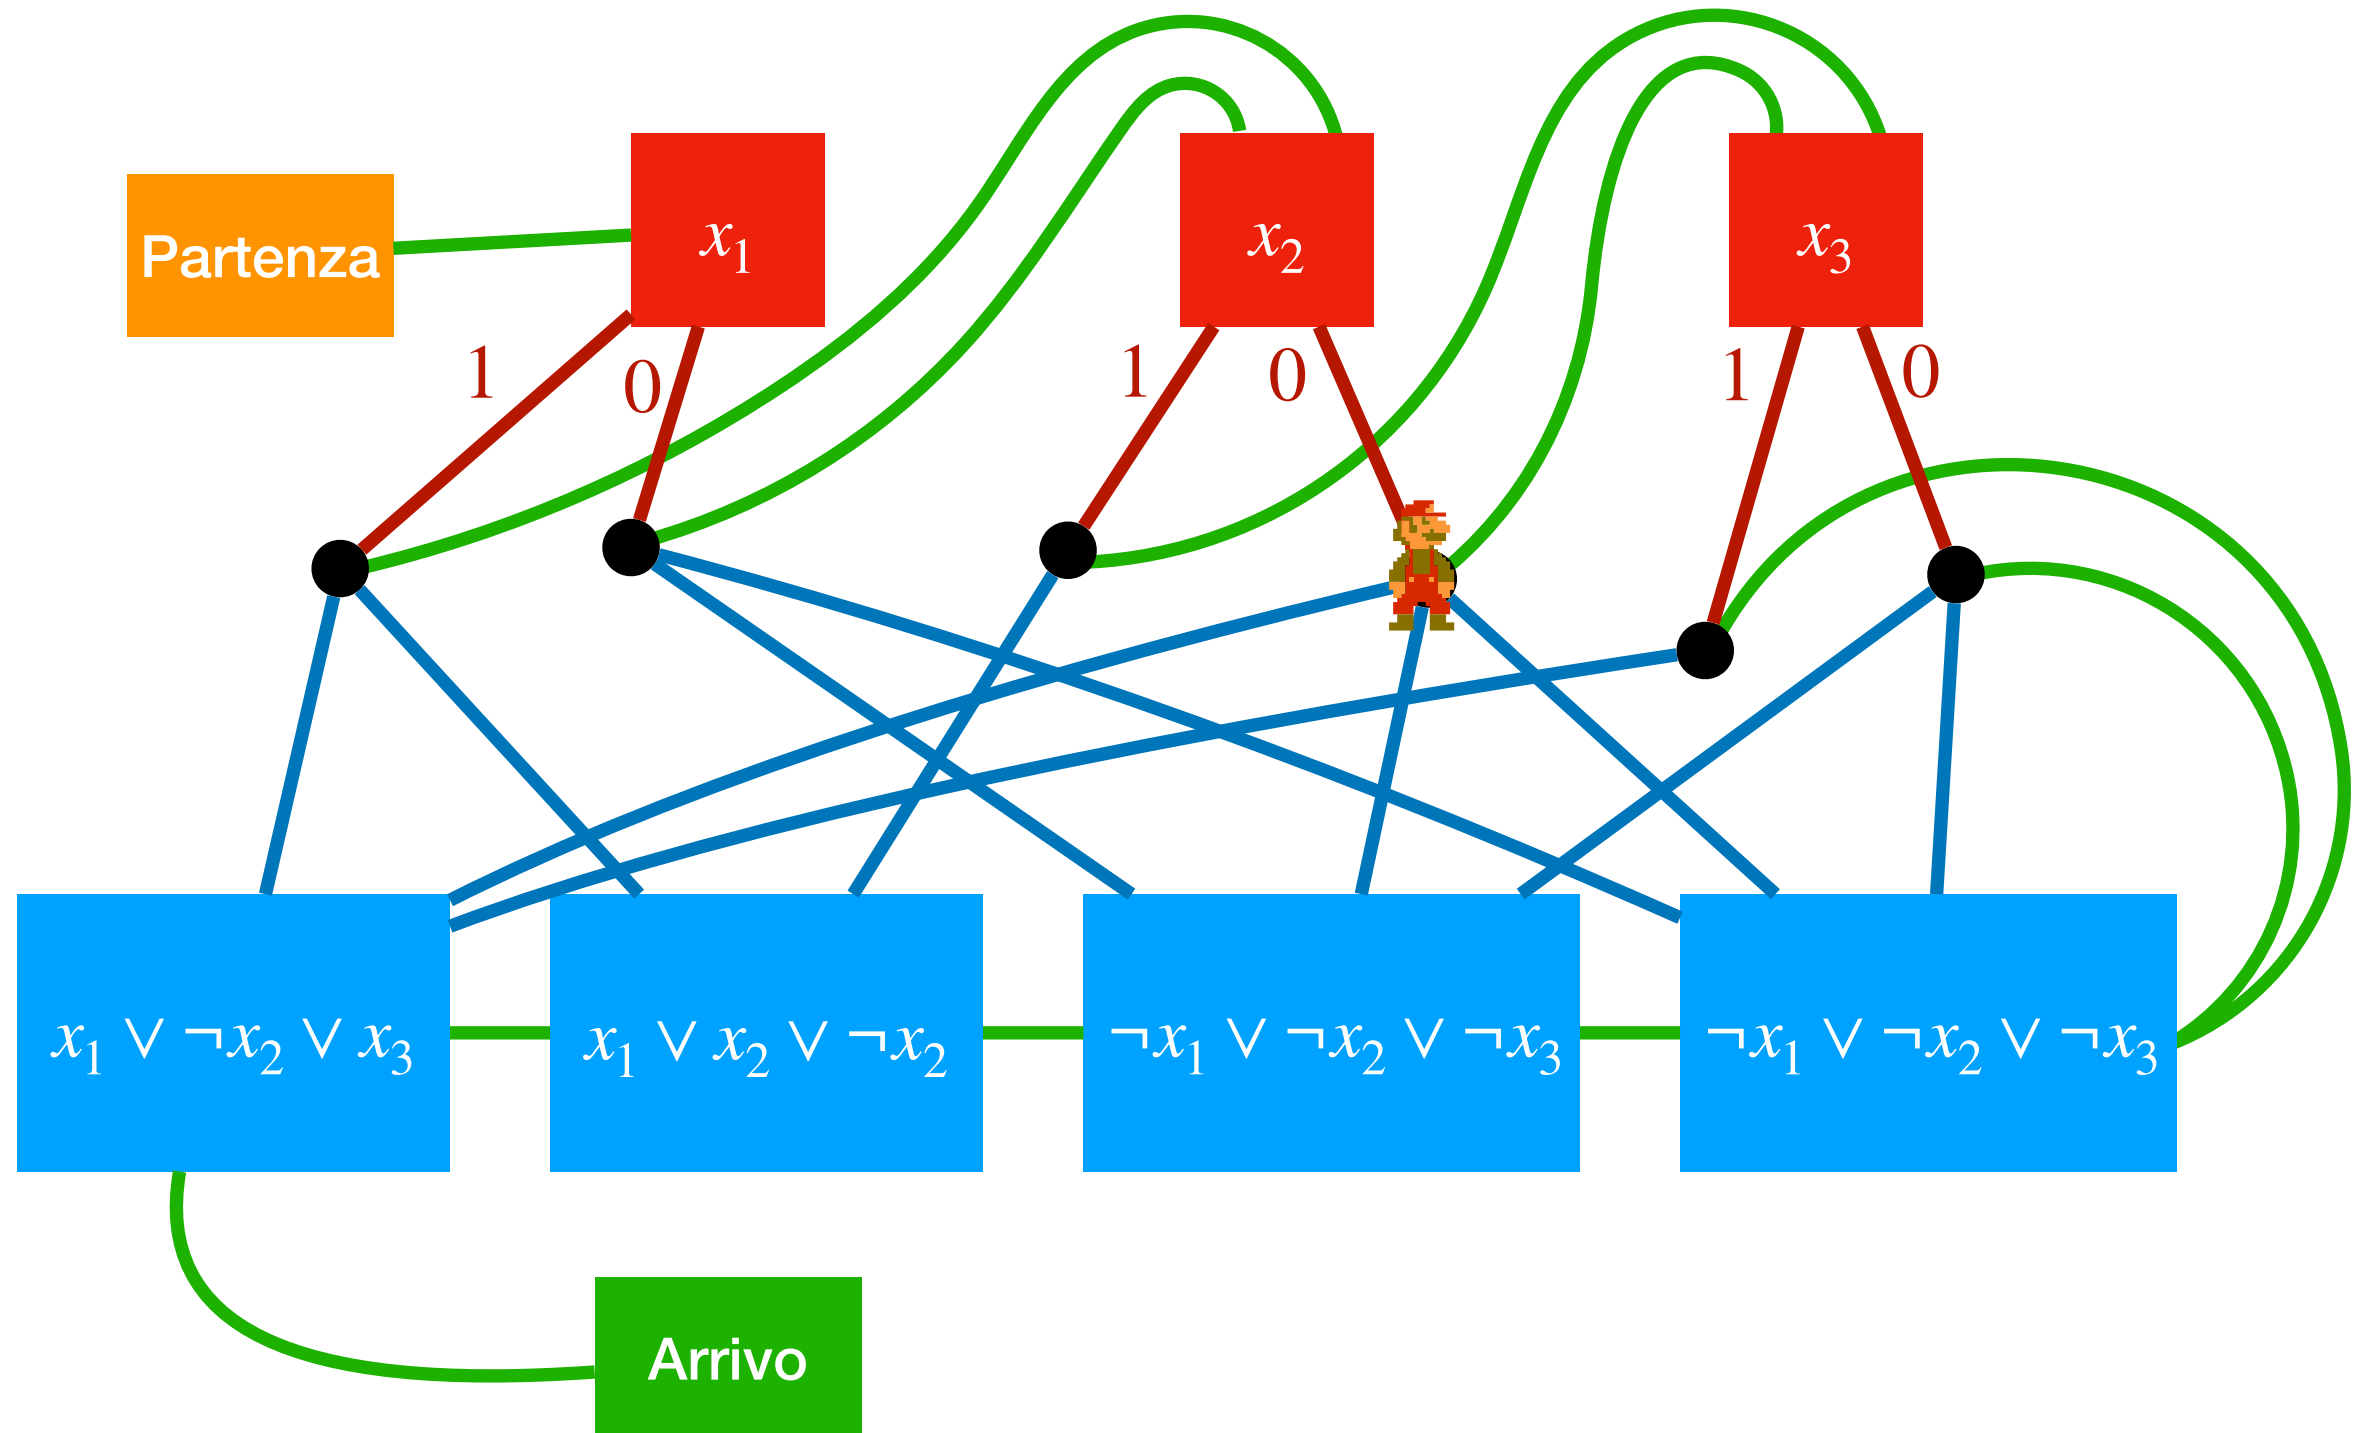 Partenza
x₁
x₂
x₃
1
0
1
0
1
0
x₁ ∨ ¬x₂ ∨ x₃
x₁ ∨ x₂ ∨ ¬x₂
¬x₁ ∨ ¬x₂ ∨ ¬x₃
¬x₁ ∨ ¬x₂ ∨ ¬x₃
Arrivo